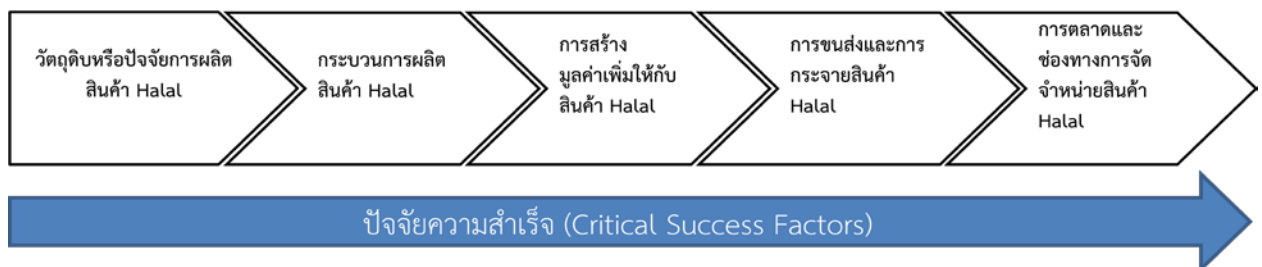 วัตถุดิบหรือปัจจัยการผลิต
สินค้า Halal
กระบวนการผลิต
สินค้า Halal
การสร้าง
มูลค่าเพิ่มให้กับ
สินค้า Halal
การขนส่งและการ
กระจายสินค้า
Halal
การตลาดและ
ช่องทางการจัด
จำหน่ายสินค้า
Halal
ปัจจัยความสำเร็จ (Critical Success Factors)